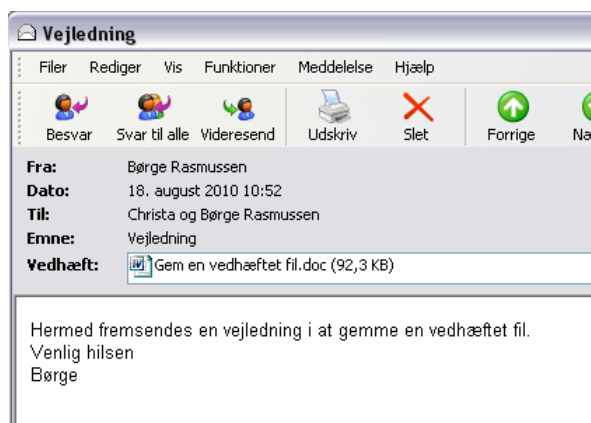 Vejledning
Filer Rediger Vis Funktioner Meddelelse Hjælp
Besvar Svar til alle Videresend Udskriv Slet Forrige
Fra: Børge Rasmussen
Dato: 18. august 2010 10:52
Til: Christa og Børge Rasmussen
Emne: Vejledning
Vedhæft: Gem en vedhæftet fil.doc (92,3 KB)
Hermed fremsendes en vejledning i at gemme en vedhæftet fil.
Venlig hilsen
Børge